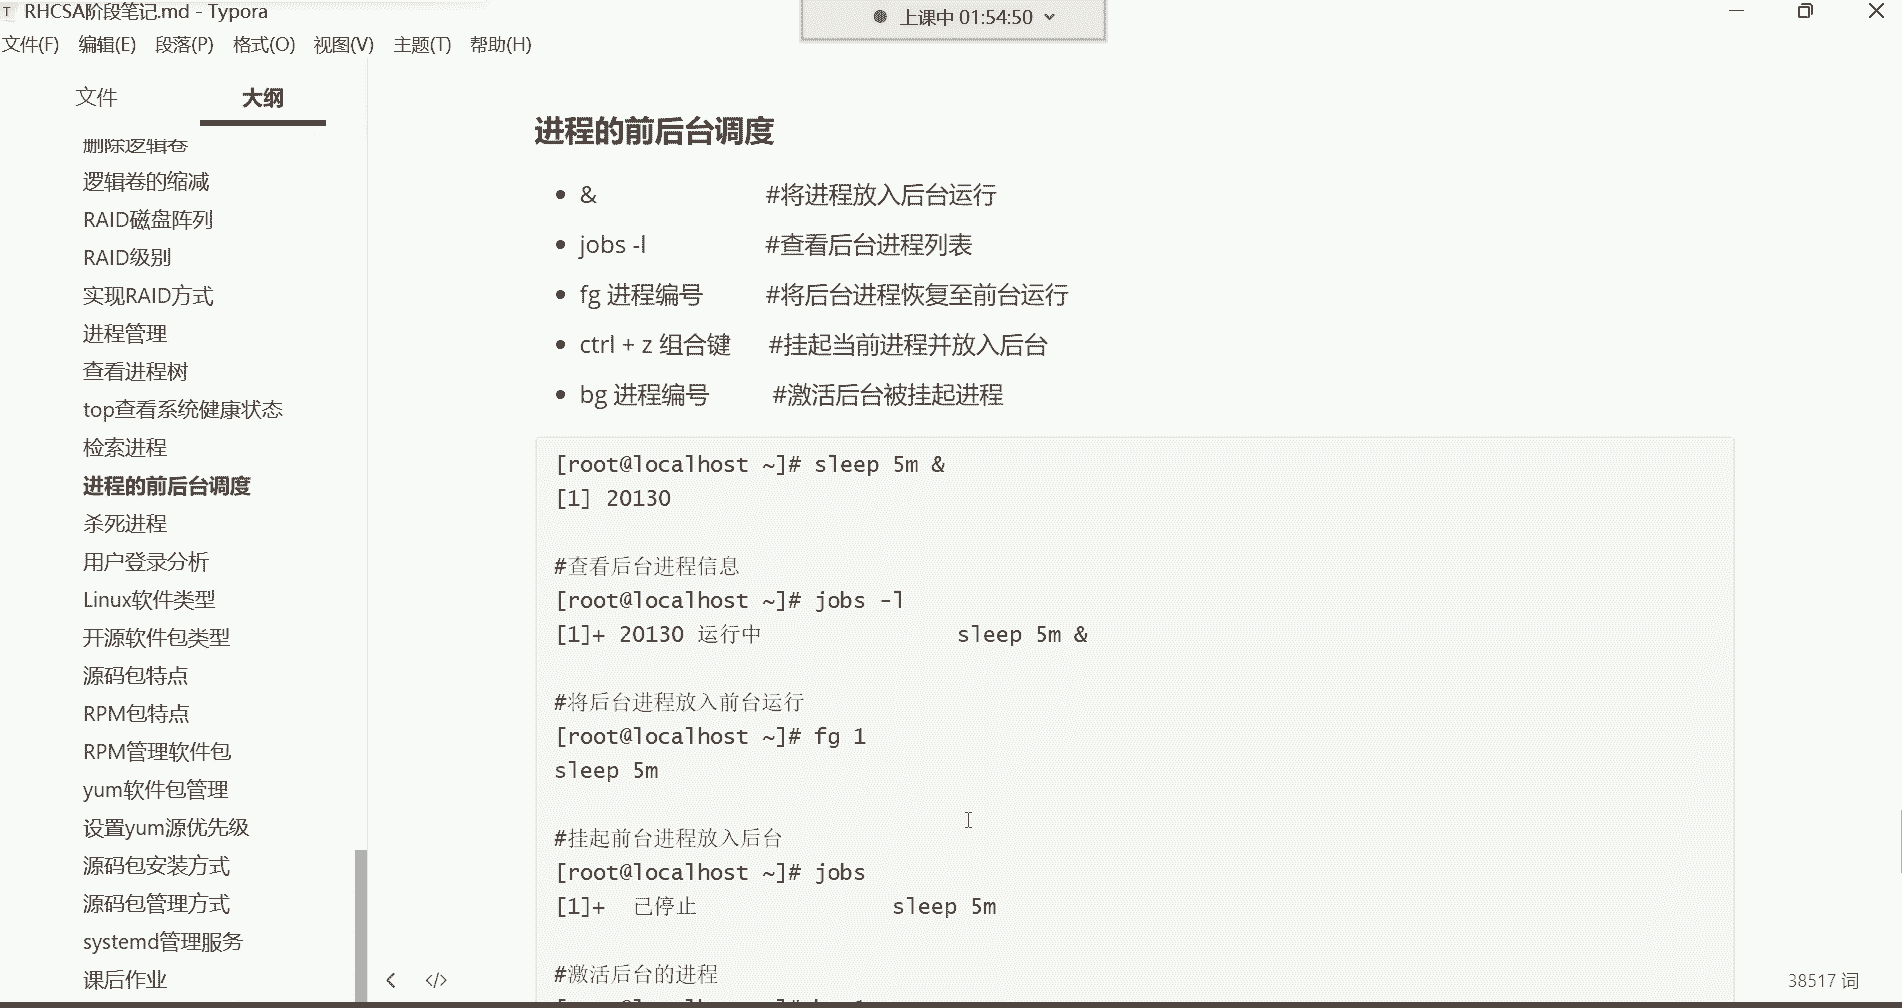 RHCSA阶段笔记.md - Typora
上课中 01:54:50
文件(F) 编辑(E) 段落(P) 格式(O) 视图(V) 主题(T) 帮助(H)
文件 大纲
删除逻辑卷
逻辑卷的缩减
RAID磁盘阵列
RAID级别
实现RAID方式
进程管理
查看进程树
top查看系统健康状态
检索进程
进程的前后台调度
杀死进程
用户登录分析
Linux软件类型
开源软件包类型
源码包特点
RPM包特点
RPM管理软件包
yum软件包管理
设置yum源优先级
源码包安装方式
源码包管理方式
systemd管理服务
课后作业
进程的前后台调度
& #将进程放入后台运行
jobs -l #查看后台进程列表
fg 进程编号 #将后台进程恢复至前台运行
ctrl + z 组合键 #挂起当前进程并放入后台
bg 进程编号 #激活后台被挂起进程
[root@localhost ~]# sleep 5m &
[1] 20130
#查看后台进程信息
[root@localhost ~]# jobs -l
[1]+ 20130 运行中 sleep 5m &
#将后台进程放入前台运行
[root@localhost ~]# fg 1
sleep 5m
#挂起前台进程放入后台
[root@localhost ~]# jobs
[1]+ 已停止 sleep 5m
#激活后台的进程
38517 词